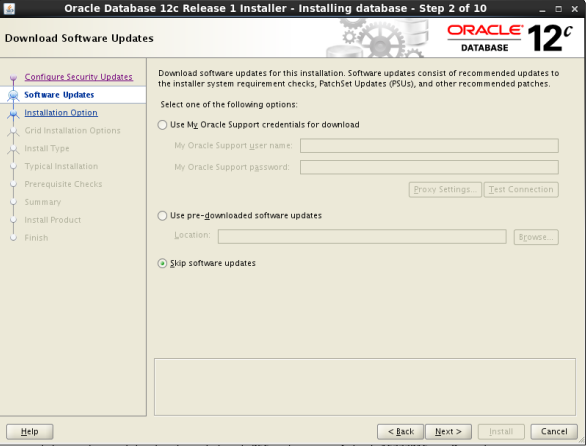 Oracle Database 12c Release 1 Installer - Installing database - Step 2 of 10
Download Software Updates
ORACLE
DATABASE
12c
Configure Security Updates
Software Updates
Installation Option
Grid Installation Options
Install Type
Typical Installation
Prerequisite Checks
Summary
Install Product
Finish
Download software updates for this installation. Software updates consist of recommended updates to
the installer system requirement checks, PatchSet Updates (PSUs), and other recommended patches.
Select one of the following options:
Use My Oracle Support credentials for download
My Oracle Support user name:
My Oracle Support password:
Proxy Settings... Test Connection
Use pre-downloaded software updates
Location: Browse...
Skip software updates
Help < Back Next > Install Cancel